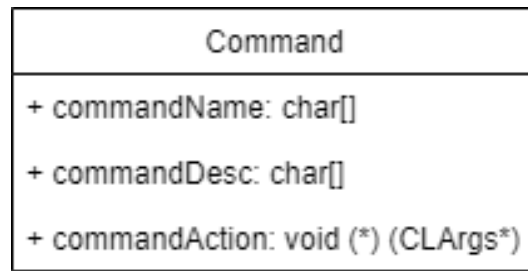 Command
+ commandName: char[]
+ commandDesc: char[]
+ commandAction: void (*) (CLArgs*)